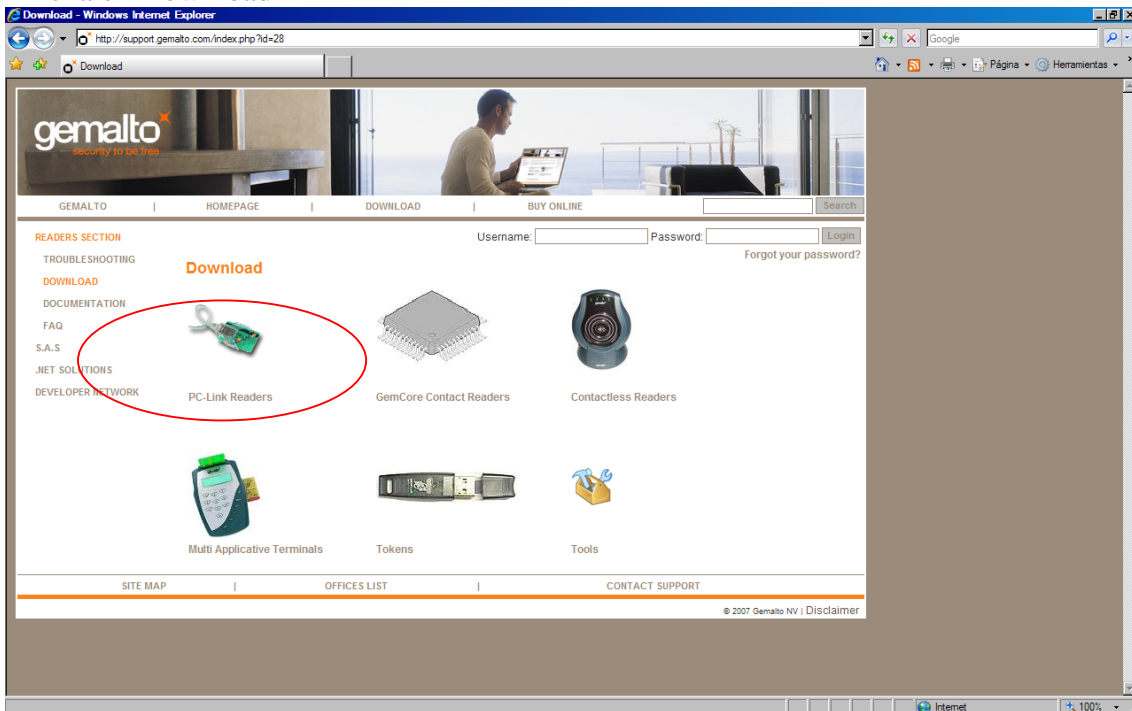 Download - Windows Internet Explorer
http://support.gemalto.com/index.php?id=28
Google
Download
Página
Herramientas
gemalto
security to be free
GEMALTO | HOMEPAGE | DOWNLOAD | BUY ONLINE
Search
READERS SECTION
Username: Password: Login
TROUBLESHOOTING
Forgot your password?
Download
DOWNLOAD
DOCUMENTATION
FAQ
S.A.S
.NET SOLUTIONS
DEVELOPER NETWORK
PC-Link Readers
GemCore Contact Readers
Contactless Readers
Multi Applicative Terminals
Tokens
Tools
SITE MAP | OFFICES LIST | CONTACT SUPPORT
© 2007 Gemalto NV | Disclaimer
Internet
100%